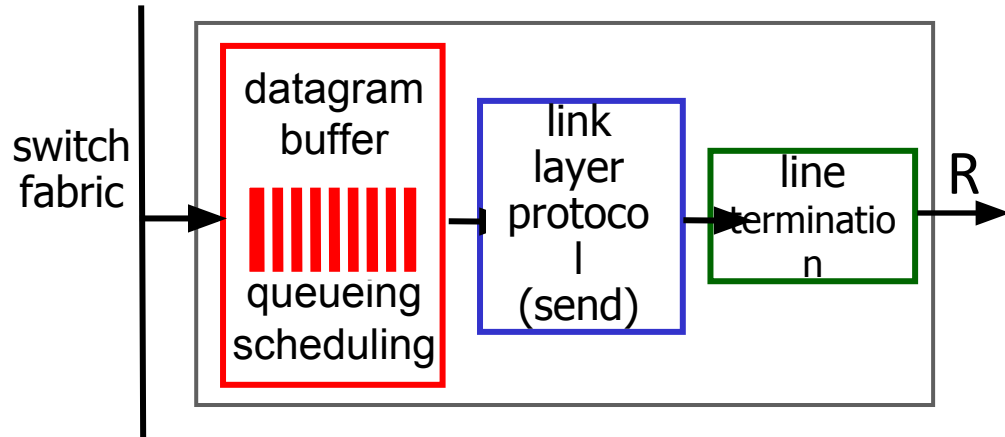 switch
fabric
datagram
buffer
queueing
scheduling
link
layer
protoco
l
(send)
line
terminatio
n
R